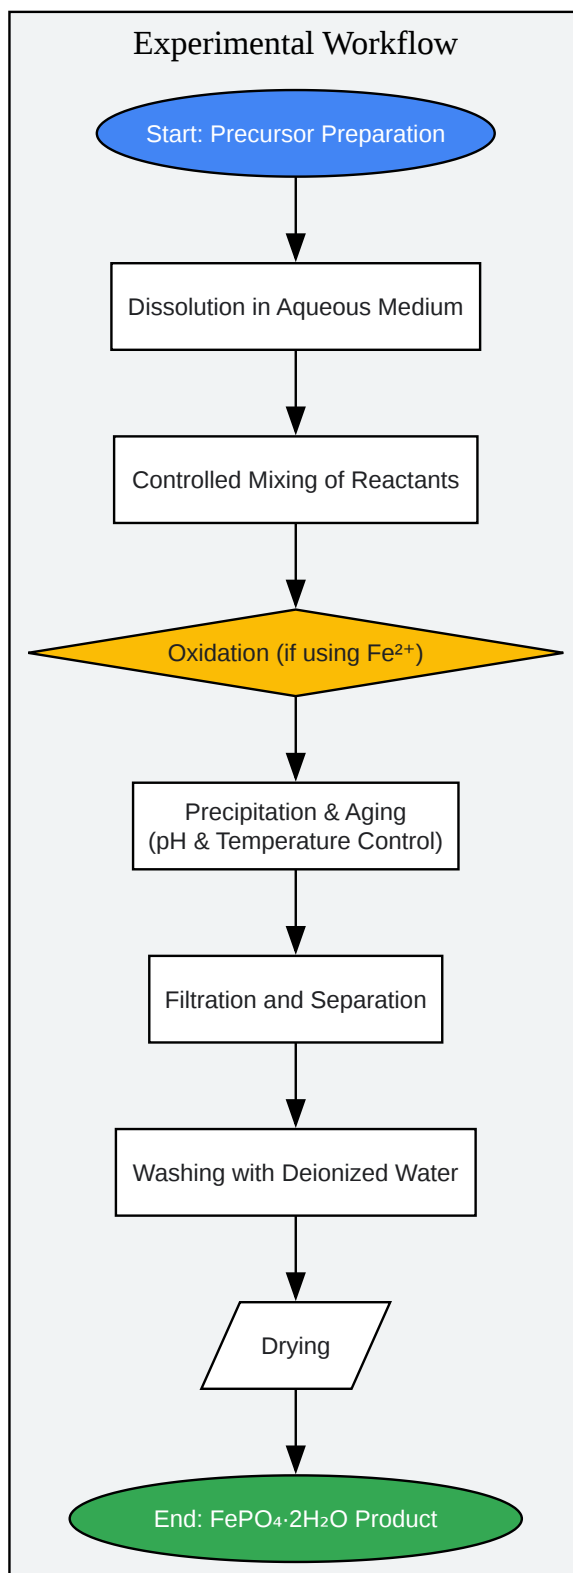 Experimental Workflow
Start: Precursor Preparation
Dissolution in Aqueous Medium
Controlled Mixing of Reactants
Oxidation (if using Fe²⁺)
Precipitation & Aging
(pH & Temperature Control)
Filtration and Separation
Washing with Deionized Water
Drying
End: FePO₄·2H₂O Product